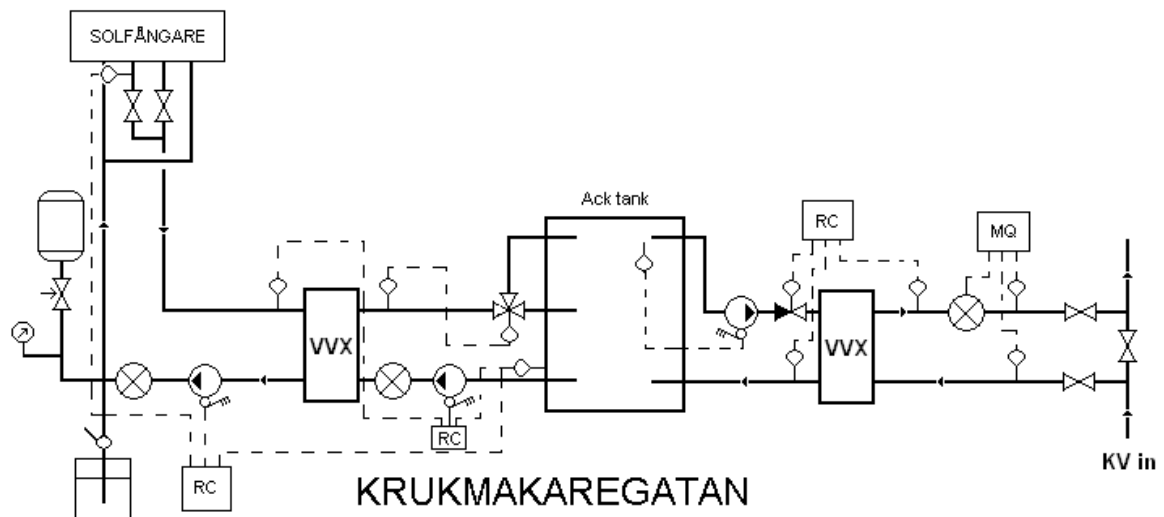 SOLFÅNGARE
Ack tank
RC
MQ
VVX
VVX
RC
RC
KRUKMAKAREGATAN
KV in